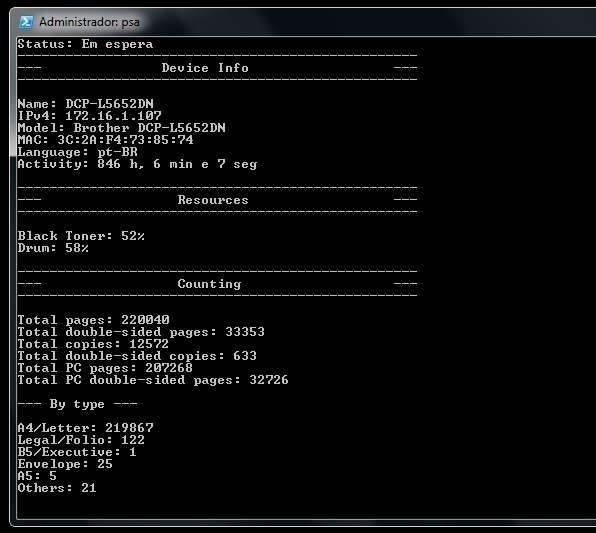 Administrador: psa
Status: Em espera
--------------------------------------------------
---               Device Info                  ---
--------------------------------------------------
Name: DCP-L5652DN
IPv4: 172.16.1.107
Model: Brother DCP-L5652DN
MAC: 3C:2A:F4:73:85:74
Language: pt-BR
Activity: 846 h, 6 min e 7 seg
--------------------------------------------------
---                 Resources                  ---
--------------------------------------------------
Black Toner: 52%
Drum: 58%
--------------------------------------------------
---                 Counting                   ---
--------------------------------------------------
Total pages: 220040
Total double-sided pages: 33353
Total copies: 12572
Total double-sided copies: 633
Total PC pages: 207268
Total PC double-sided pages: 32726
--- By type ---
A4/Letter: 219867
Legal/Folio: 122
B5/Executive: 1
Envelope: 25
A5: 5
Others: 21